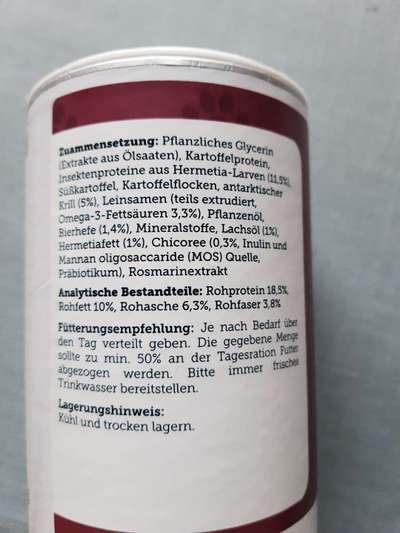 Zuammensetzung: Pflanzliches Glycerin
(Extrakte aus Ölsaaten), Kartoffelprotein,
Insektenproteine aus Hermetia-Larven (11,5%),
Süßkartoffel, Kartoffelflocken, antarktischer
Krill (5%), Leinsamen (teils extrudiert,
Omega-3-Fettsäuren 3,3%), Pflanzenöl,
Bierhefe (1,4%), Mineralstoffe, Lachsöl (1%),
Hermetiafett (1%), Chicoree (0,3%, Inulin und
Mannan oligosaccaride (MOS) Quelle,
Präbiotikum), Rosmarinextrakt
Analytische Bestandteile: Rohprotein 18,5%,
Rohfett 10%, Rohasche 6,3%, Rohfaser 3,8%
Fütterungsempfehlung: Je nach Bedarf über
den Tag verteilt geben. Die gegebene Menge
sollte zu min. 50% an der Tagesration Futter
abgezogen werden. Bitte immer frisches
Trinkwasser bereitstellen.
Lagerungshinweis:
Kühl und trocken lagern.